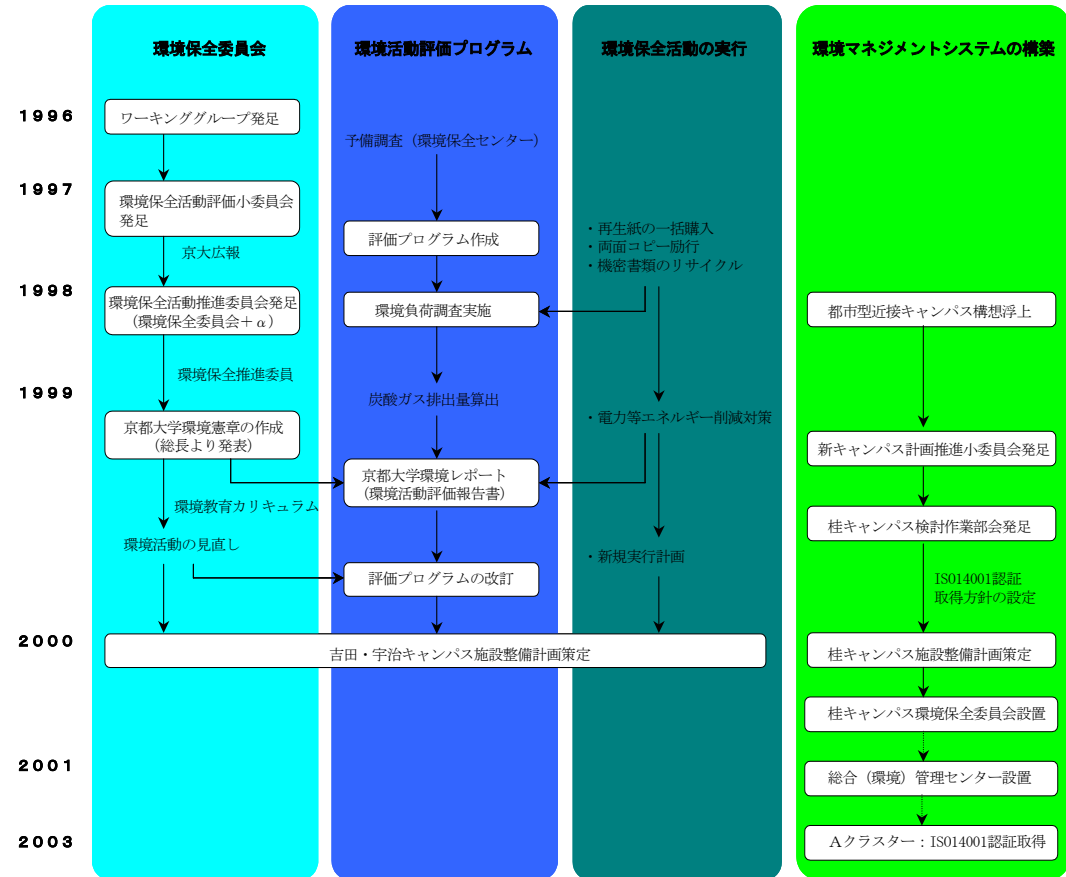 環境保全委員会
環境活動評価プログラム
環境保全活動の実行
環境マネジメントシステムの構築
1996
ワーキンググループ発足
予備調査（環境保全センター）
1997
環境保全活動評価小委員会
発足
評価プログラム作成
・再生紙の一括購入
・両面コピー励行
・機密書類のリサイクル
京大広報
1998
環境保全活動推進委員会発足
（環境保全委員会＋α）
環境負荷調査実施
都市型近接キャンパス構想浮上
環境保全推進委員
1999
炭酸ガス排出量算出
・電力等エネルギー削減対策
京都大学環境憲章の作成
（総長より発表）
新キャンパス計画推進小委員会発足
京都大学環境レポート
（環境活動評価報告書）
環境教育カリキュラム
桂キャンパス検討作業部会発足
環境活動の見直し
・新規実行計画
評価プログラムの改訂
ISO14001認証
取得方針の設定
2000
吉田・宇治キャンパス施設整備計画策定
桂キャンパス施設整備計画策定
桂キャンパス環境保全委員会設置
2001
総合（環境）管理センター設置
2003
Aクラスター：ISO14001認証取得